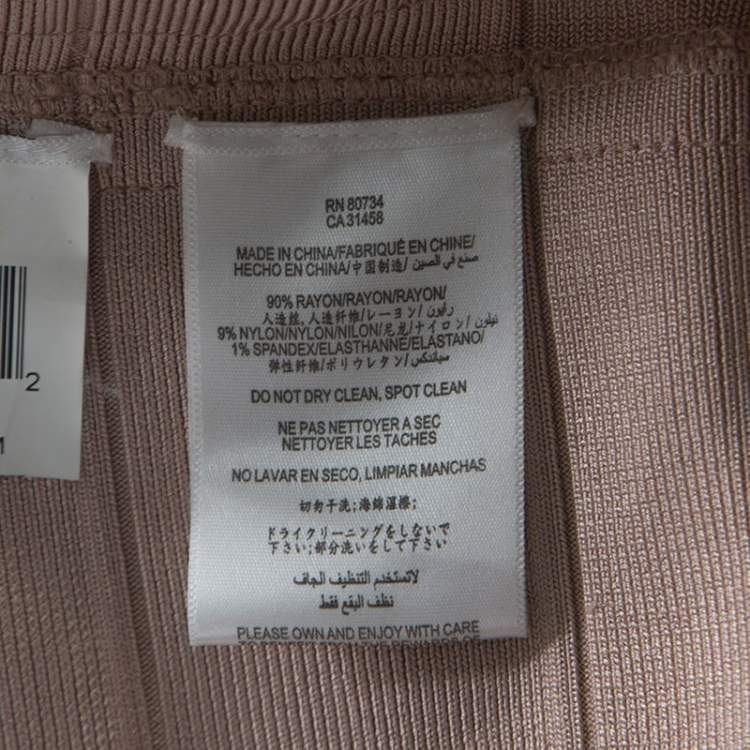 RN 80734
CA 31458
MADE IN CHINA/FABRIQUÉ EN CHINE/
HECHO EN CHINA/中国制造/ صنع في الصين/
90% RAYON/RAYON/RAYON/
人造丝,人造纤维/レーヨン/ رايون/
9% NYLON/NYLON/NILON/尼龙/ナイロン/ نيلون/
1% SPANDEX/ELASTHANNE/ELASTANO/
弹性纤维/ポリウレタン/ سباندكس/
DO NOT DRY CLEAN, SPOT CLEAN
NE PAS NETTOYER A SEC
NETTOYER LES TACHES
NO LAVAR EN SECO, LIMPIAR MANCHAS
切勿干洗;海绵湿擦;
ドライクリーニングをしないで
下さい;部分洗いをして下さい
لاتستخدم التنظيف الجاف
نظف البقع فقط
PLEASE OWN AND ENJOY WITH CARE
2